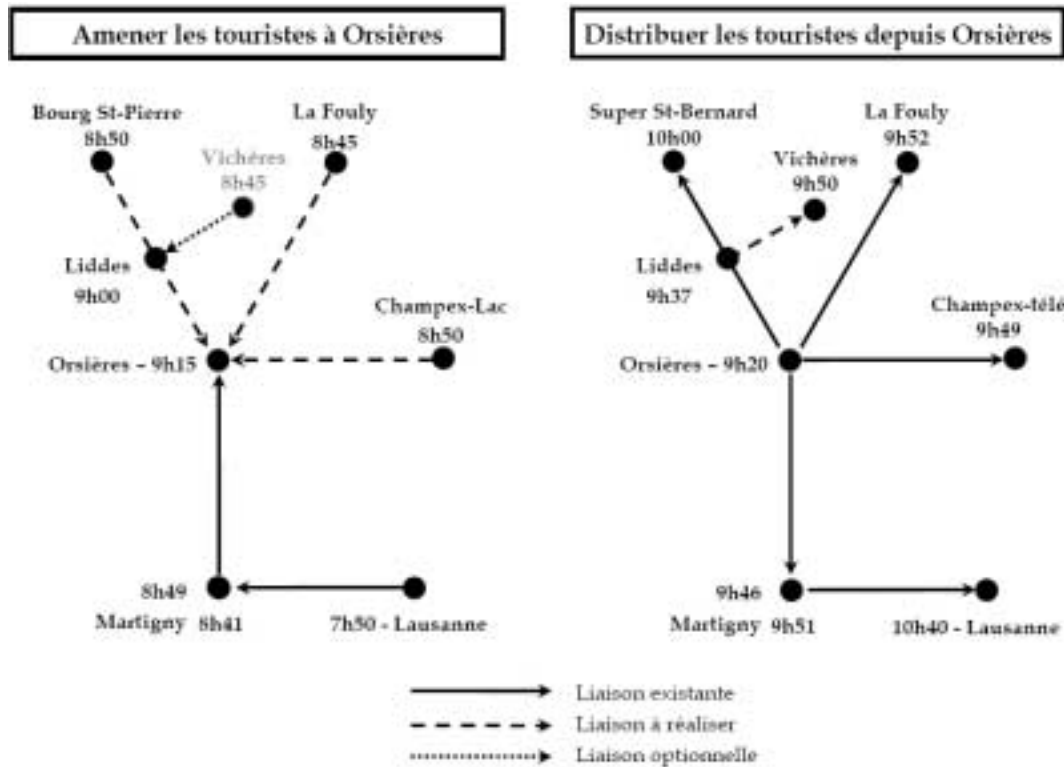 Amener les touristes à Orsières
Bourg St-Pierre
8h50
La Fouly
8h45
Vichères
8h45
Liddes
9h00
Champex-Lac
8h50
Orsières – 9h15
8h49
Martigny 8h41
7h50 - Lausanne
Distribuer les touristes depuis Orsières
Super St-Bernard
10h00
La Fouly
9h52
Vichères
9h50
Liddes
9h37
Champex-télé
9h49
Orsières – 9h20
9h46
Martigny 9h51
10h40 - Lausanne
Liaison existante
Liaison à réaliser
Liaison optionnelle